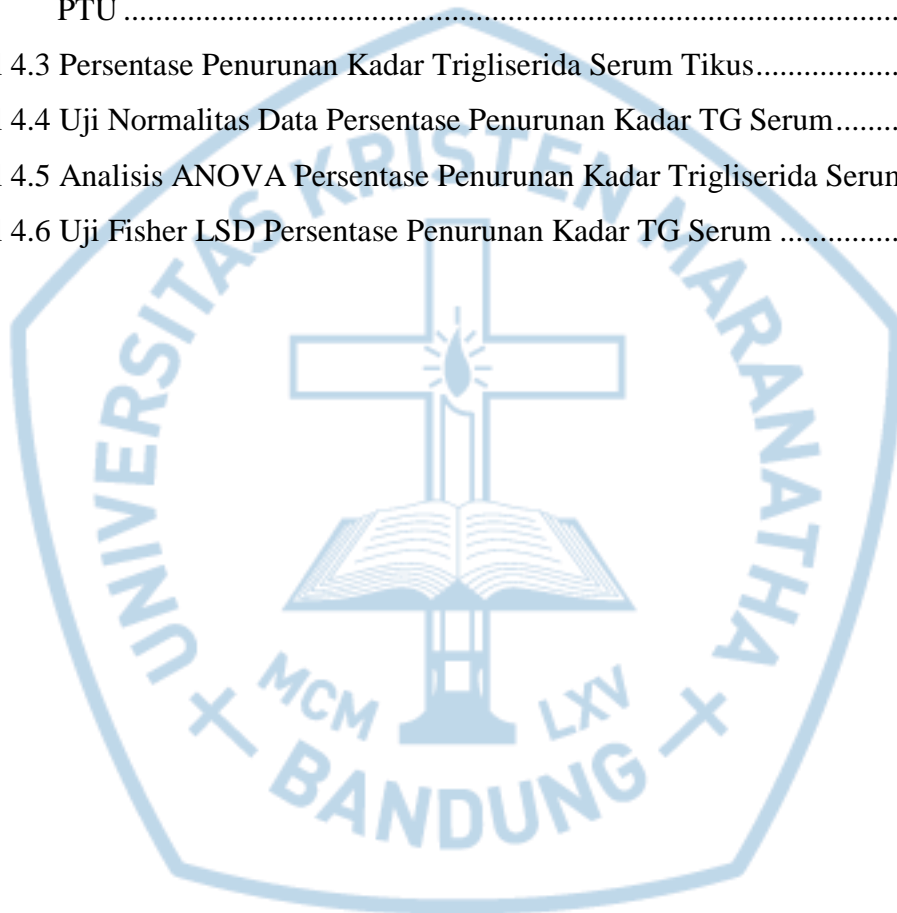 PTU ........................................................................................................
l 4.3 Persentase Penurunan Kadar Trigliserida Serum Tikus..................
l 4.4 Uji Normalitas Data Persentase Penurunan Kadar TG Serum........
l 4.5 Analisis ANOVA Persentase Penurunan Kadar Trigliserida Serum
l 4.6 Uji Fisher LSD Persentase Penurunan Kadar TG Serum ...............
UNIVERSITAS KRISTEN MARANATHA
MCM LXV
+ BANDUNG +